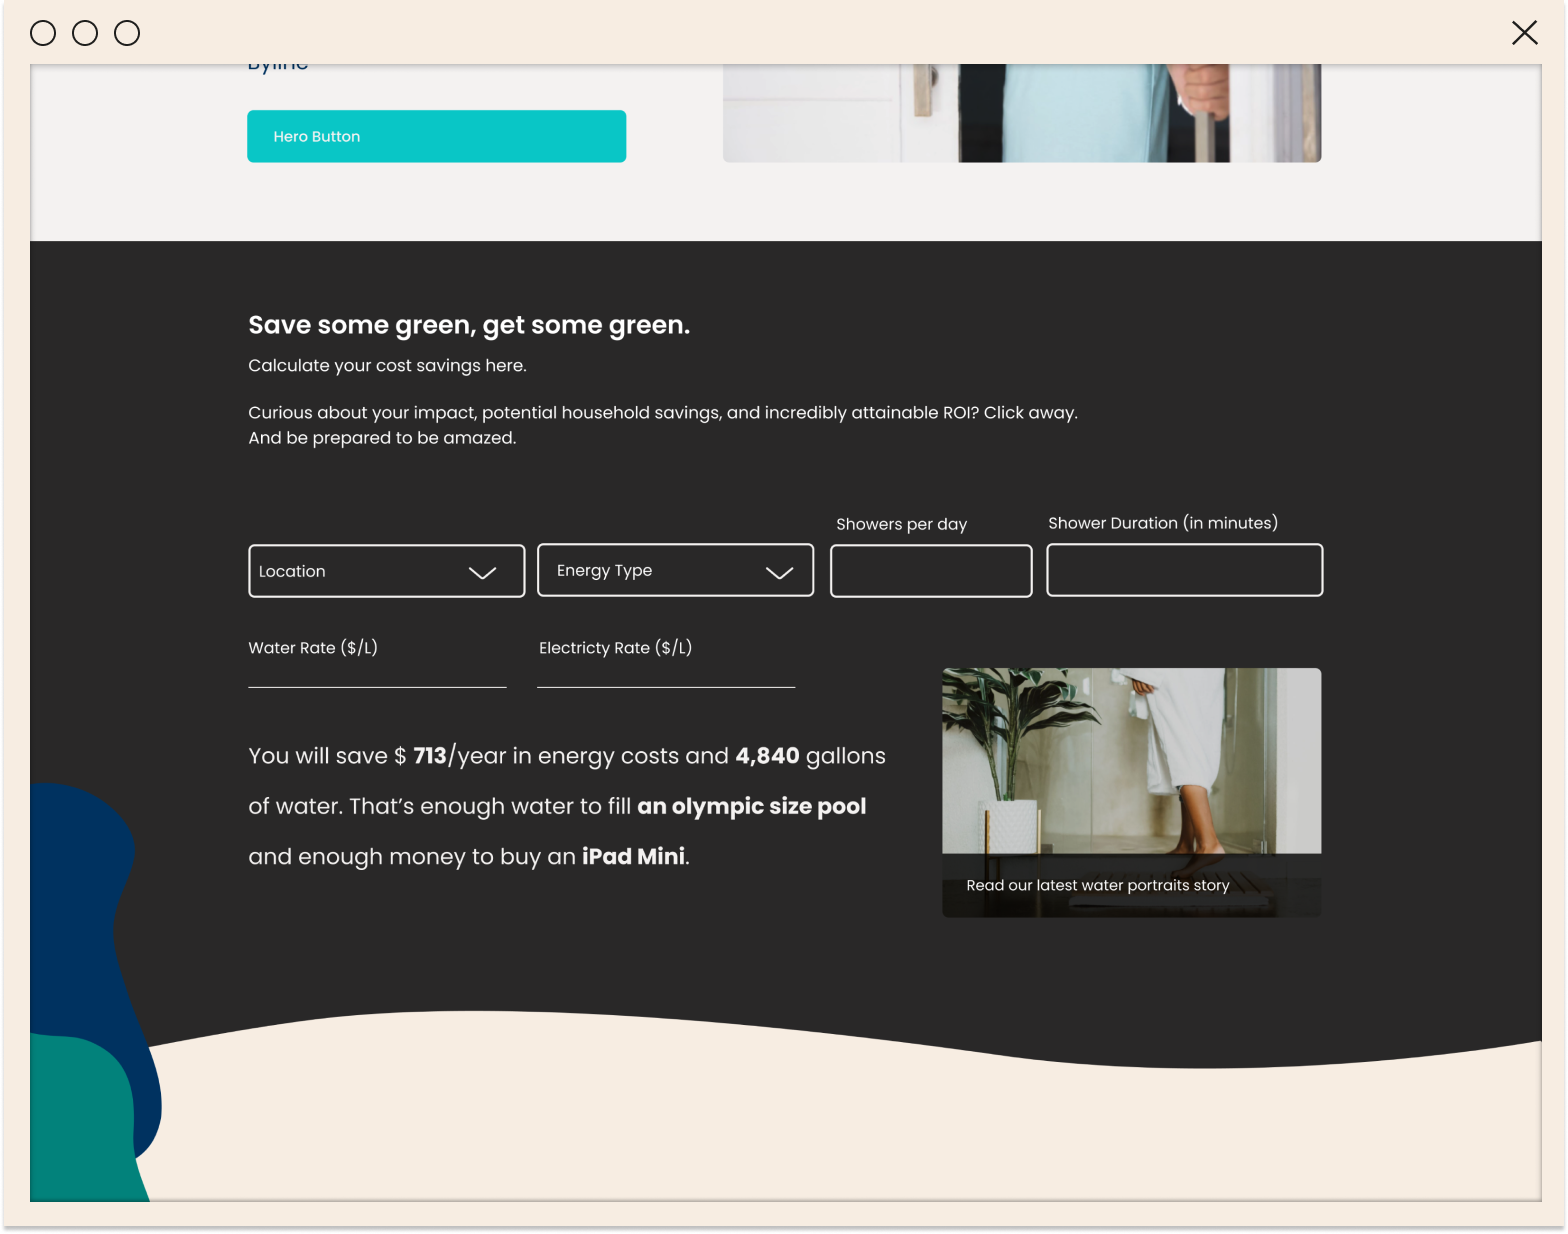 Byline
Hero Button
Save some green, get some green.
Calculate your cost savings here.
Curious about your impact, potential household savings, and incredibly attainable ROI? Click away.
And be prepared to be amazed.
Showers per day
Shower Duration (in minutes)
Location
Energy Type
Water Rate ($/L)
Electricty Rate ($/L)
You will save $ 713/year in energy costs and 4,840 gallons
of water. That’s enough water to fill an olympic size pool
and enough money to buy an iPad Mini.
Read our latest water portraits story